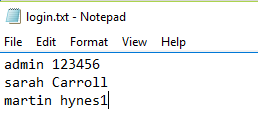 login.txt - Notepad
File Edit Format View Help
admin 123456
sarah Carroll
martin hynes1